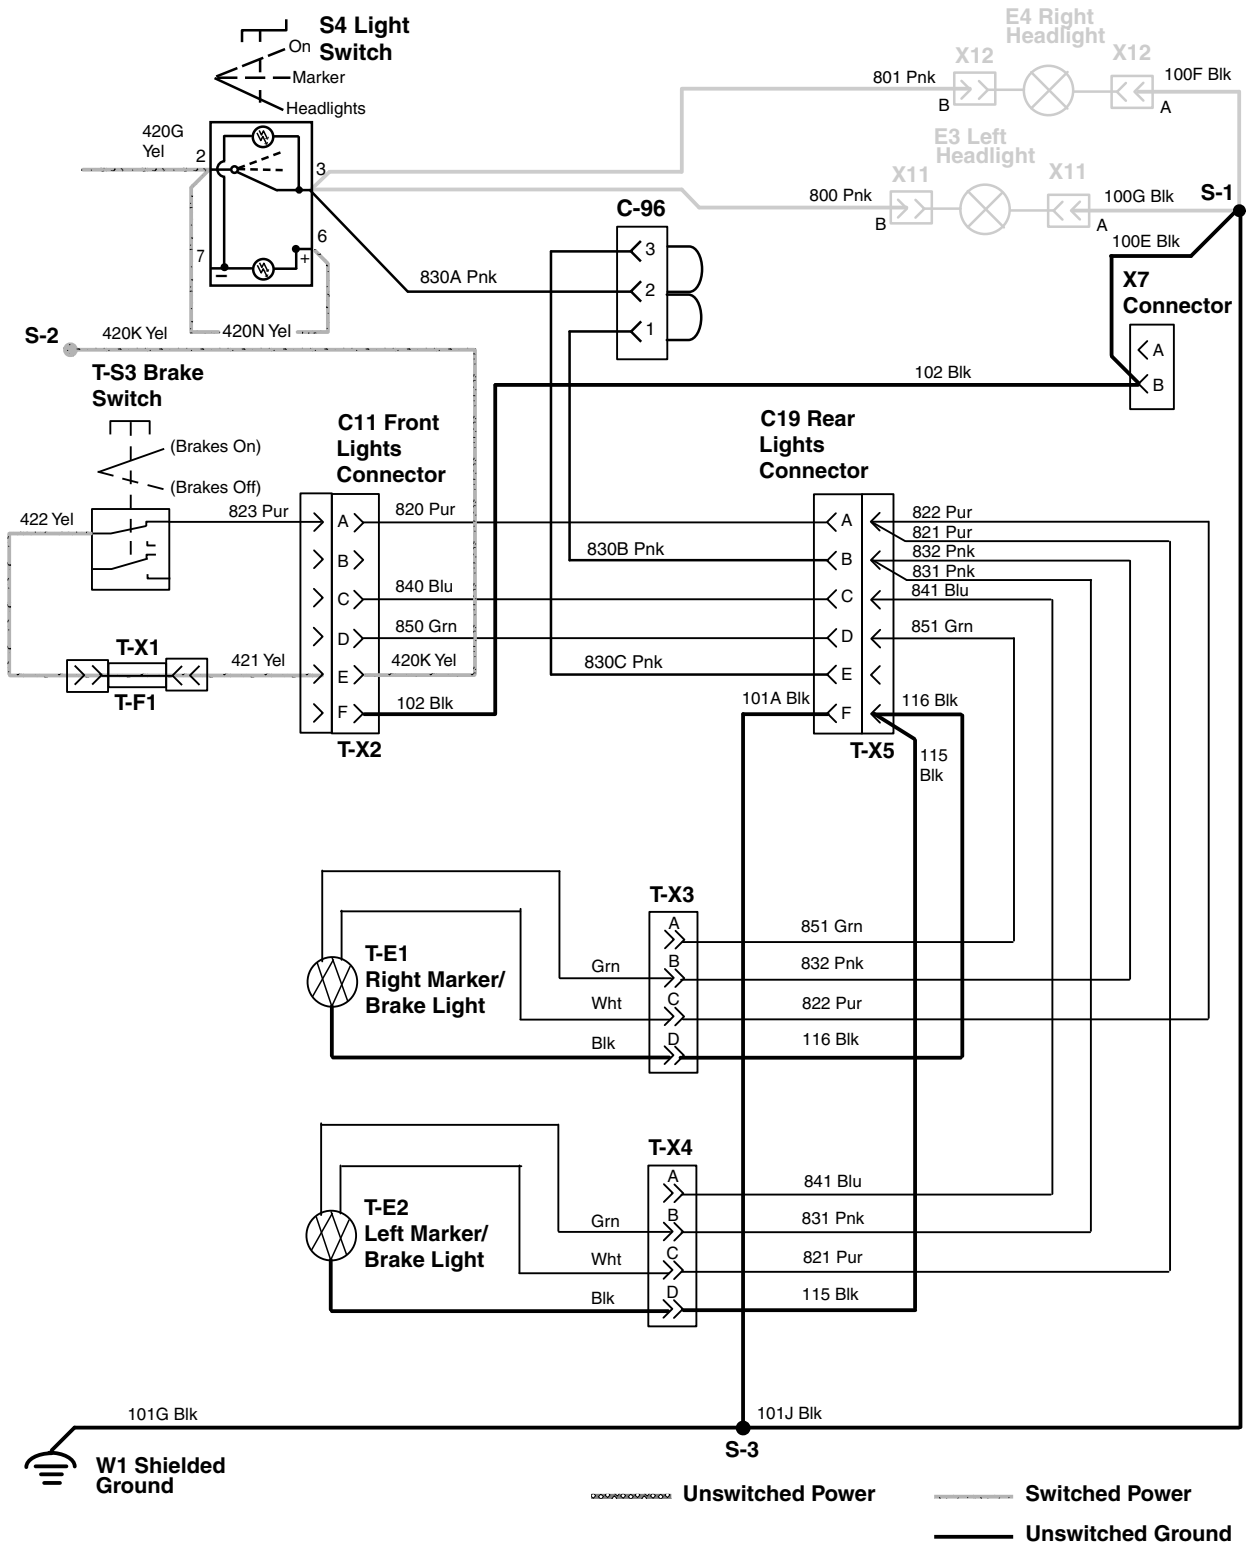 S4 Light
Switch
On
Marker
Headlights
E4 Right
Headlight
X12
X12
801 Pnk
100F Blk
B
A
420G
Yel
2
3
7
6
+
–
E3 Left
Headlight
X11
X11
800 Pnk
100G Blk
B
A
S-1
100E Blk
C-96
3
2
1
830A Pnk
X7
Connector
A
B
420N Yel
S-2
420K Yel
102 Blk
T-S3 Brake
Switch
(Brakes On)
(Brakes Off)
C11 Front
Lights
Connector
C19 Rear
Lights
Connector
422 Yel
823 Pur
A
820 Pur
A
822 Pur
821 Pur
B
830B Pnk
B
832 Pnk
831 Pnk
C
840 Blu
C
841 Blu
D
850 Grn
D
851 Grn
T-X1
T-F1
421 Yel
E
420K Yel
830C Pnk
E
F
102 Blk
101A Blk
F
116 Blk
T-X2
T-X5
115
Blk
T-X3
A
851 Grn
T-E1
Right Marker/
Brake Light
Grn
B
832 Pnk
Wht
C
822 Pur
Blk
D
116 Blk
T-X4
A
841 Blu
T-E2
Left Marker/
Brake Light
Grn
B
831 Pnk
Wht
C
821 Pur
Blk
D
115 Blk
101G Blk
101J Blk
S-3
W1 Shielded
Ground
Unswitched Power
Switched Power
Unswitched Ground